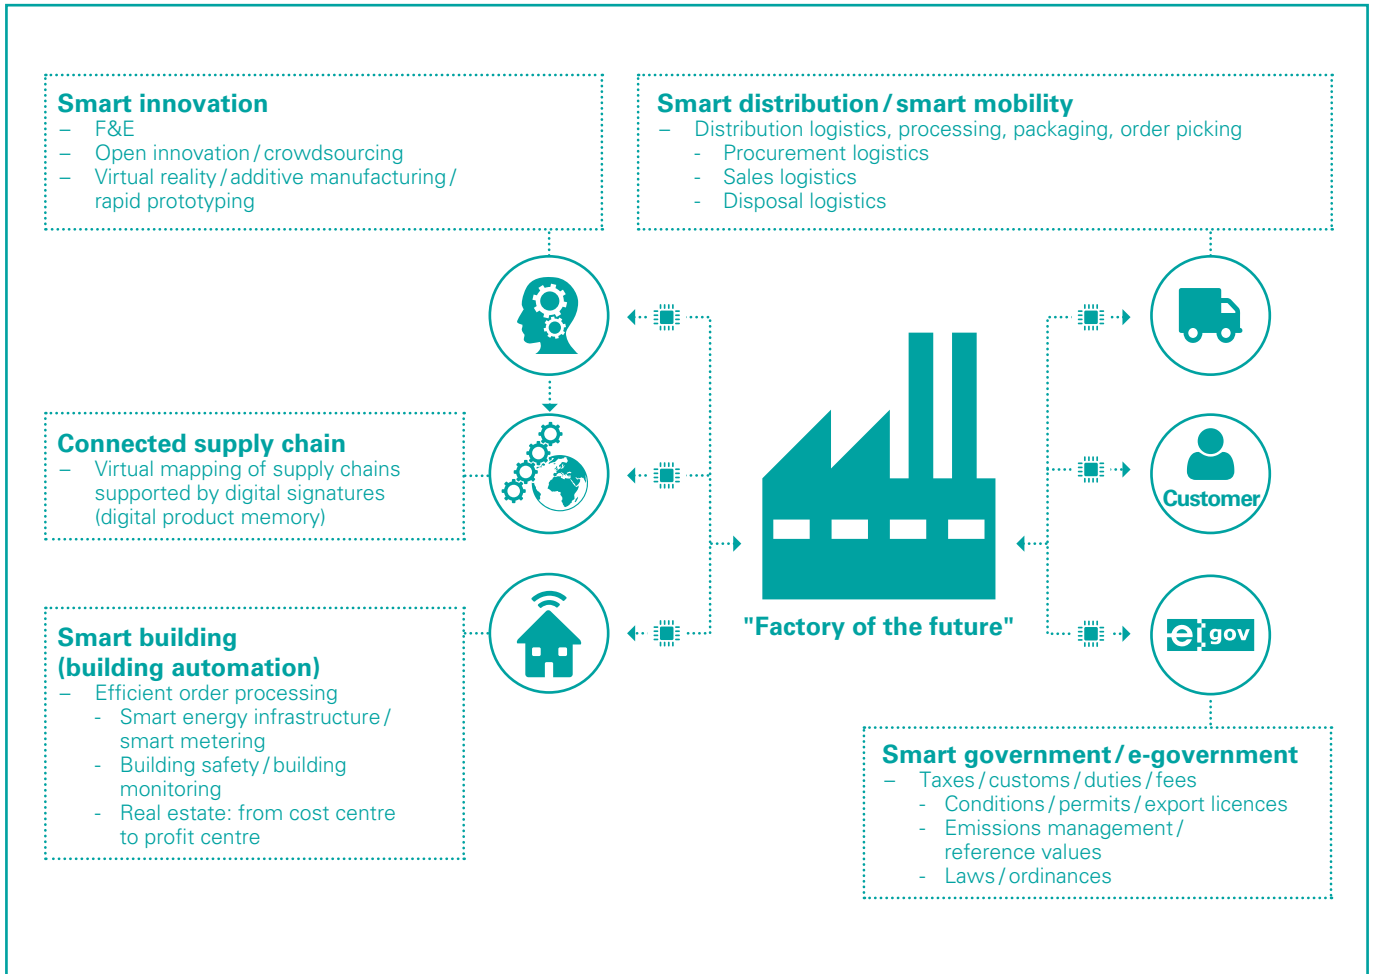 Smart innovation
– F&E
– Open innovation / crowdsourcing
– Virtual reality / additive manufacturing /
rapid prototyping
Smart distribution / smart mobility
– Distribution logistics, processing, packaging, order picking
- Procurement logistics
- Sales logistics
- Disposal logistics
Connected supply chain
– Virtual mapping of supply chains
supported by digital signatures
(digital product memory)
Customer
Smart building
(building automation)
– Efficient order processing
- Smart energy infrastructure /
smart metering
- Building safety / building
monitoring
- Real estate: from cost centre
to profit centre
"Factory of the future"
e gov
Smart government / e-government
– Taxes / customs / duties / fees
- Conditions / permits / export licences
- Emissions management /
reference values
- Laws / ordinances